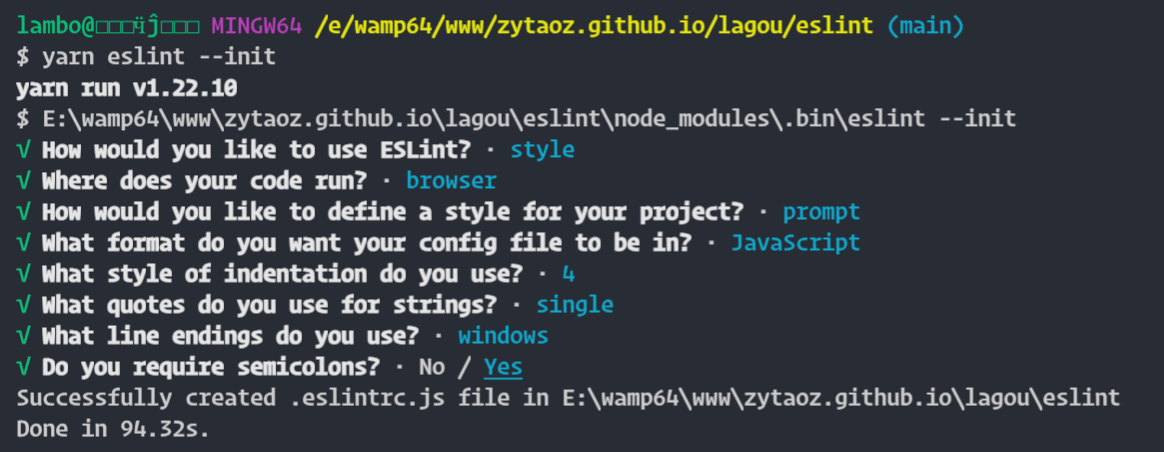 lambo@□□□ӵĵ□□□ MINGW64 /e/wamp64/www/zytaoz.github.io/lagou/eslint (main)
$ yarn eslint --init
yarn run v1.22.10
$ E:\wamp64\www\zytaoz.github.io\lagou\eslint\node_modules\.bin\eslint --init
√ How would you like to use ESLint? · style
√ Where does your code run? · browser
√ How would you like to define a style for your project? · prompt
√ What format do you want your config file to be in? · JavaScript
√ What style of indentation do you use? · 4
√ What quotes do you use for strings? · single
√ What line endings do you use? · windows
√ Do you require semicolons? · No / Yes
Successfully created .eslintrc.js file in E:\wamp64\www\zytaoz.github.io\lagou\eslint
Done in 94.32s.